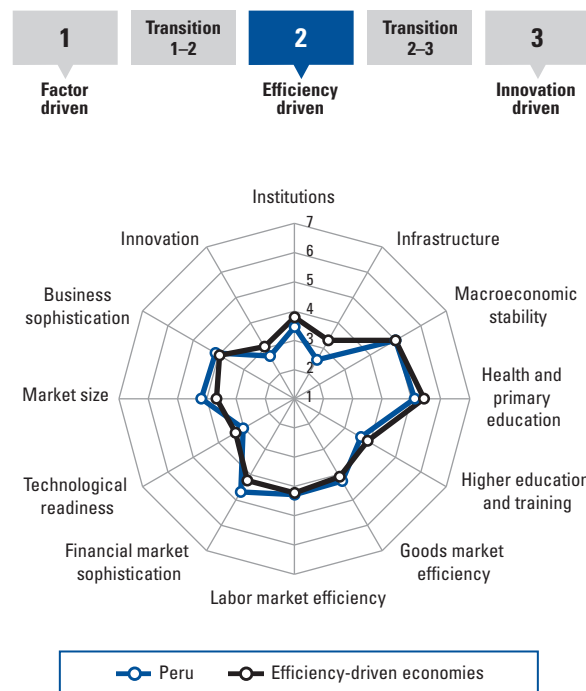 1
Transition
1–2
2
Transition
2–3
3
Factor
driven
Efficiency
driven
Innovation
driven
Institutions
7
Innovation
6
Infrastructure
5
Business
sophistication
4
Macroeconomic
stability
3
2
Market size
1
Health and
primary
education
Technological
readiness
Higher education
and training
Financial market
sophistication
Goods market
efficiency
Labor market efficiency
Peru
Efficiency-driven economies